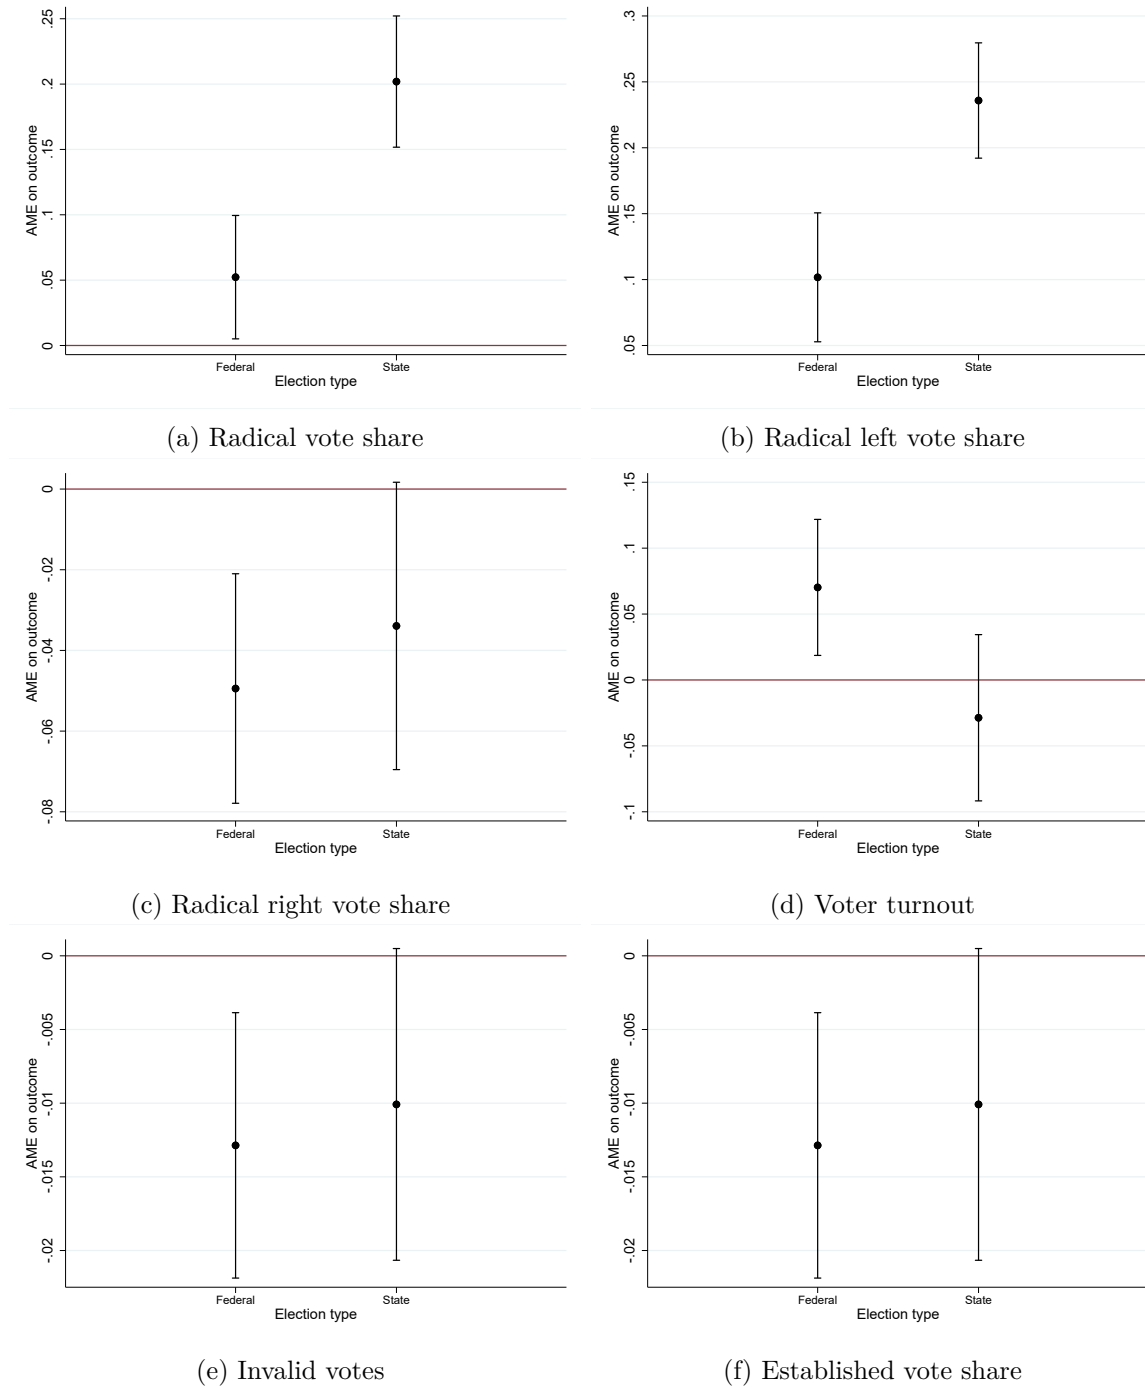 .25
.2
.15
.1
.05
0
AME on outcome
Federal
State
Election type
(a) Radical vote share
.3
.25
.2
.15
.1
.05
AME on outcome
Federal
State
Election type
(b) Radical left vote share
0
-.02
-.04
-.06
-.08
AME on outcome
Federal
State
Election type
(c) Radical right vote share
.15
.1
.05
0
-.05
-.1
AME on outcome
Federal
State
Election type
(d) Voter turnout
0
-.005
-.01
-.015
-.02
AME on outcome
Federal
State
Election type
(e) Invalid votes
0
-.005
-.01
-.015
-.02
AME on outcome
Federal
State
Election type
(f) Established vote share